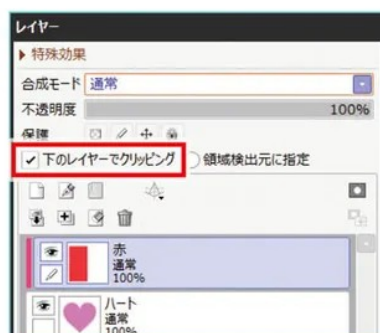 レイヤー
特殊効果
合成モード 通常
不透明度 100%
保護
下のレイヤーでクリッピング 領域検出元に指定
赤
通常
100%
ハート
通常
100%